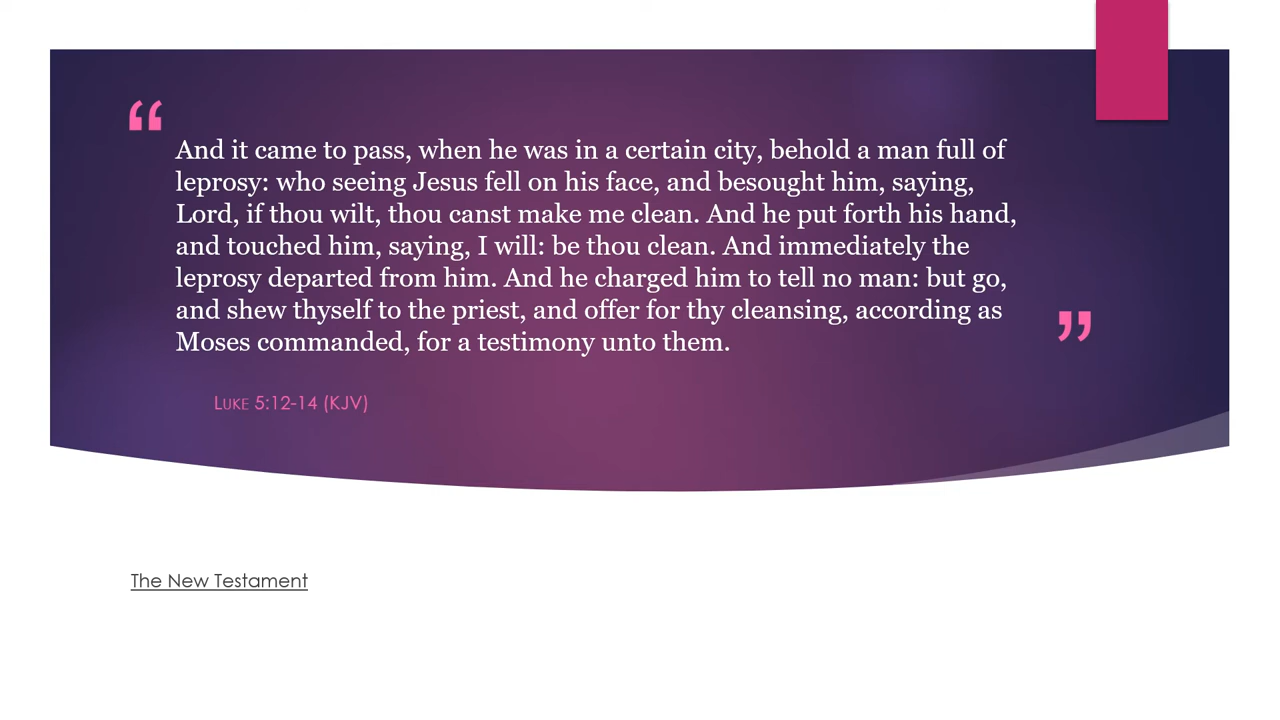 “
And it came to pass, when he was in a certain city, behold a man full of
leprosy: who seeing Jesus fell on his face, and besought him, saying,
Lord, if thou wilt, thou canst make me clean. And he put forth his hand,
and touched him, saying, I will: be thou clean. And immediately the
leprosy departed from him. And he charged him to tell no man: but go,
and shew thyself to the priest, and offer for thy cleansing, according as
Moses commanded, for a testimony unto them.
”
Luke 5:12-14 (KJV)
The New Testament